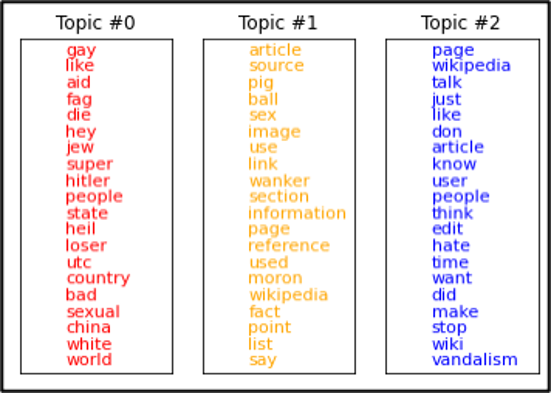 Topic #0
gay
like
aid
fag
die
hey
jew
super
hitler
people
state
heil
loser
utc
country
bad
sexual
china
white
world
Topic #1
article
source
pig
ball
sex
image
use
link
wanker
section
information
page
reference
used
moron
wikipedia
fact
point
list
say
Topic #2
page
wikipedia
talk
just
like
don
article
know
user
people
think
edit
hate
time
want
did
make
stop
wiki
vandalism